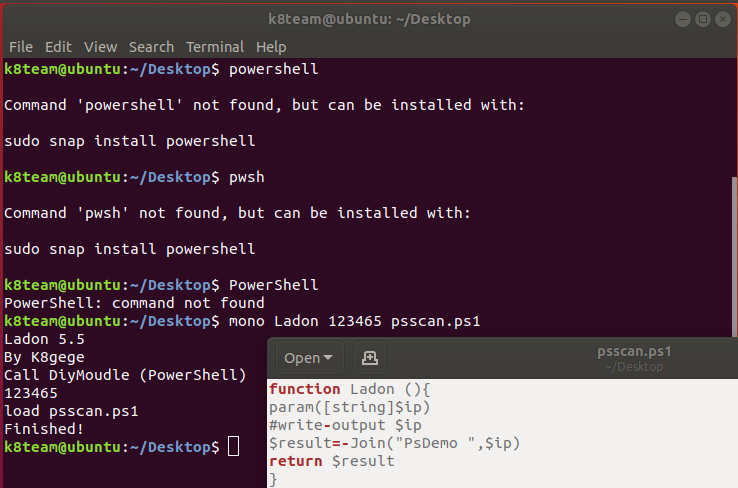 k8team@ubuntu: ~/Desktop
File Edit View Search Terminal Help
k8team@ubuntu:~/Desktop$ powershell
Command 'powershell' not found, but can be installed with:
sudo snap install powershell
k8team@ubuntu:~/Desktop$ pwsh
Command 'pwsh' not found, but can be installed with:
sudo snap install powershell
k8team@ubuntu:~/Desktop$ PowerShell
PowerShell: command not found
k8team@ubuntu:~/Desktop$ mono Ladon 123465 psscan.ps1
Ladon 5.5
By K8gege
Call DiyMoudle (PowerShell)
123465
load psscan.ps1
Finished!
k8team@ubuntu:~/Desktop$
Open
psscan.ps1
~/Desktop
function Ladon (){
param([string]$ip)
#write-output $ip
$result=-Join("PsDemo ",$ip)
return $result
}